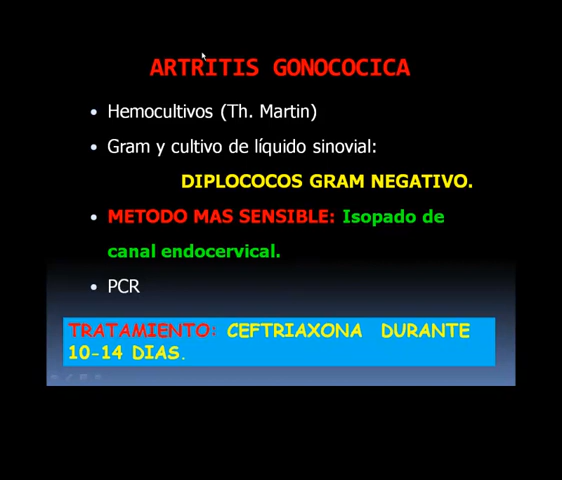 ARTRITIS GONOCOCICA
• Hemocultivos (Th. Martin)
• Gram y cultivo de líquido sinovial:
DIPLOCOCOS GRAM NEGATIVO.
• METODO MAS SENSIBLE: Isopado de
canal endocervical.
• PCR
TRATAMIENTO: CEFTRIAXONA DURANTE
10-14 DIAS.